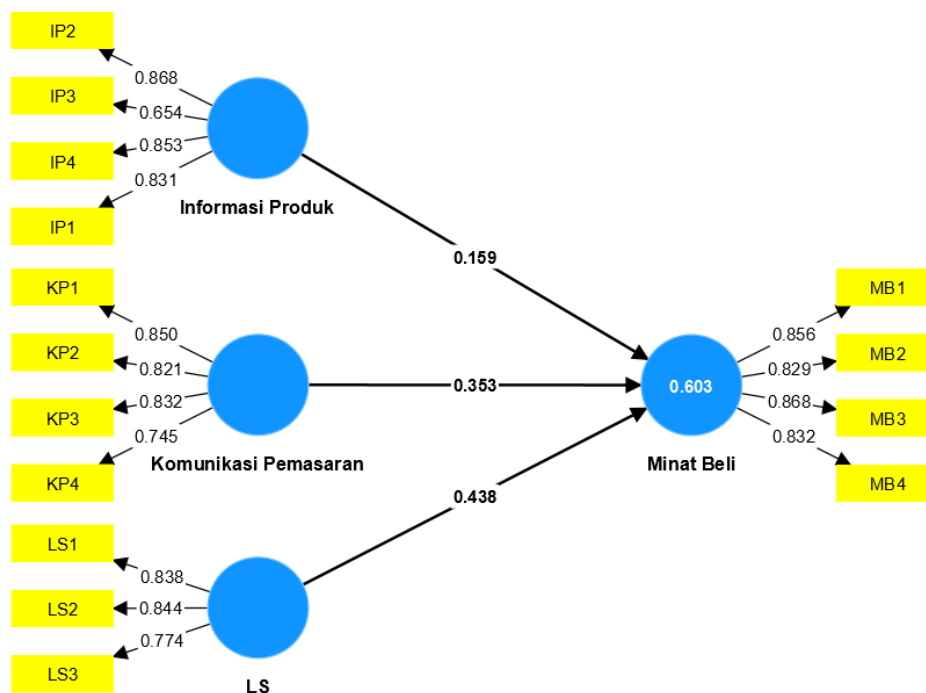 IP2
0.868
IP3
0.654
IP4
0.853
IP1
0.831
Informasi Produk
0.159
KP1
0.850
KP2
0.821
KP3
0.832
KP4
0.745
Komunikasi Pemasaran
0.353
LS1
0.838
LS2
0.844
LS3
0.774
LS
0.438
0.603
Minat Beli
MB1
0.856
MB2
0.829
MB3
0.868
MB4
0.832